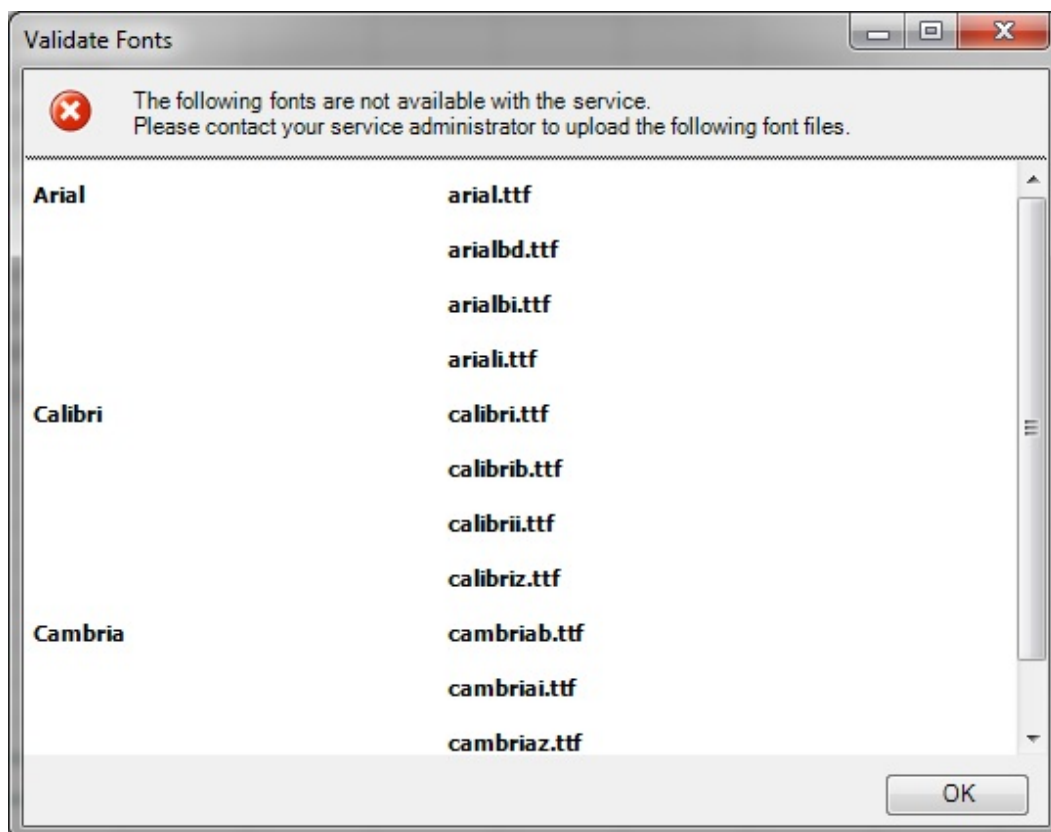 Validate Fonts
The following fonts are not available with the service.
Please contact your service administrator to upload the following font files.
Arial arial.ttf
arialbd.ttf
arialbi.ttf
ariali.ttf
Calibri calibri.ttf
calibrib.ttf
calibrii.ttf
calibriz.ttf
Cambria cambriab.ttf
cambriai.ttf
cambriaz.ttf
OK